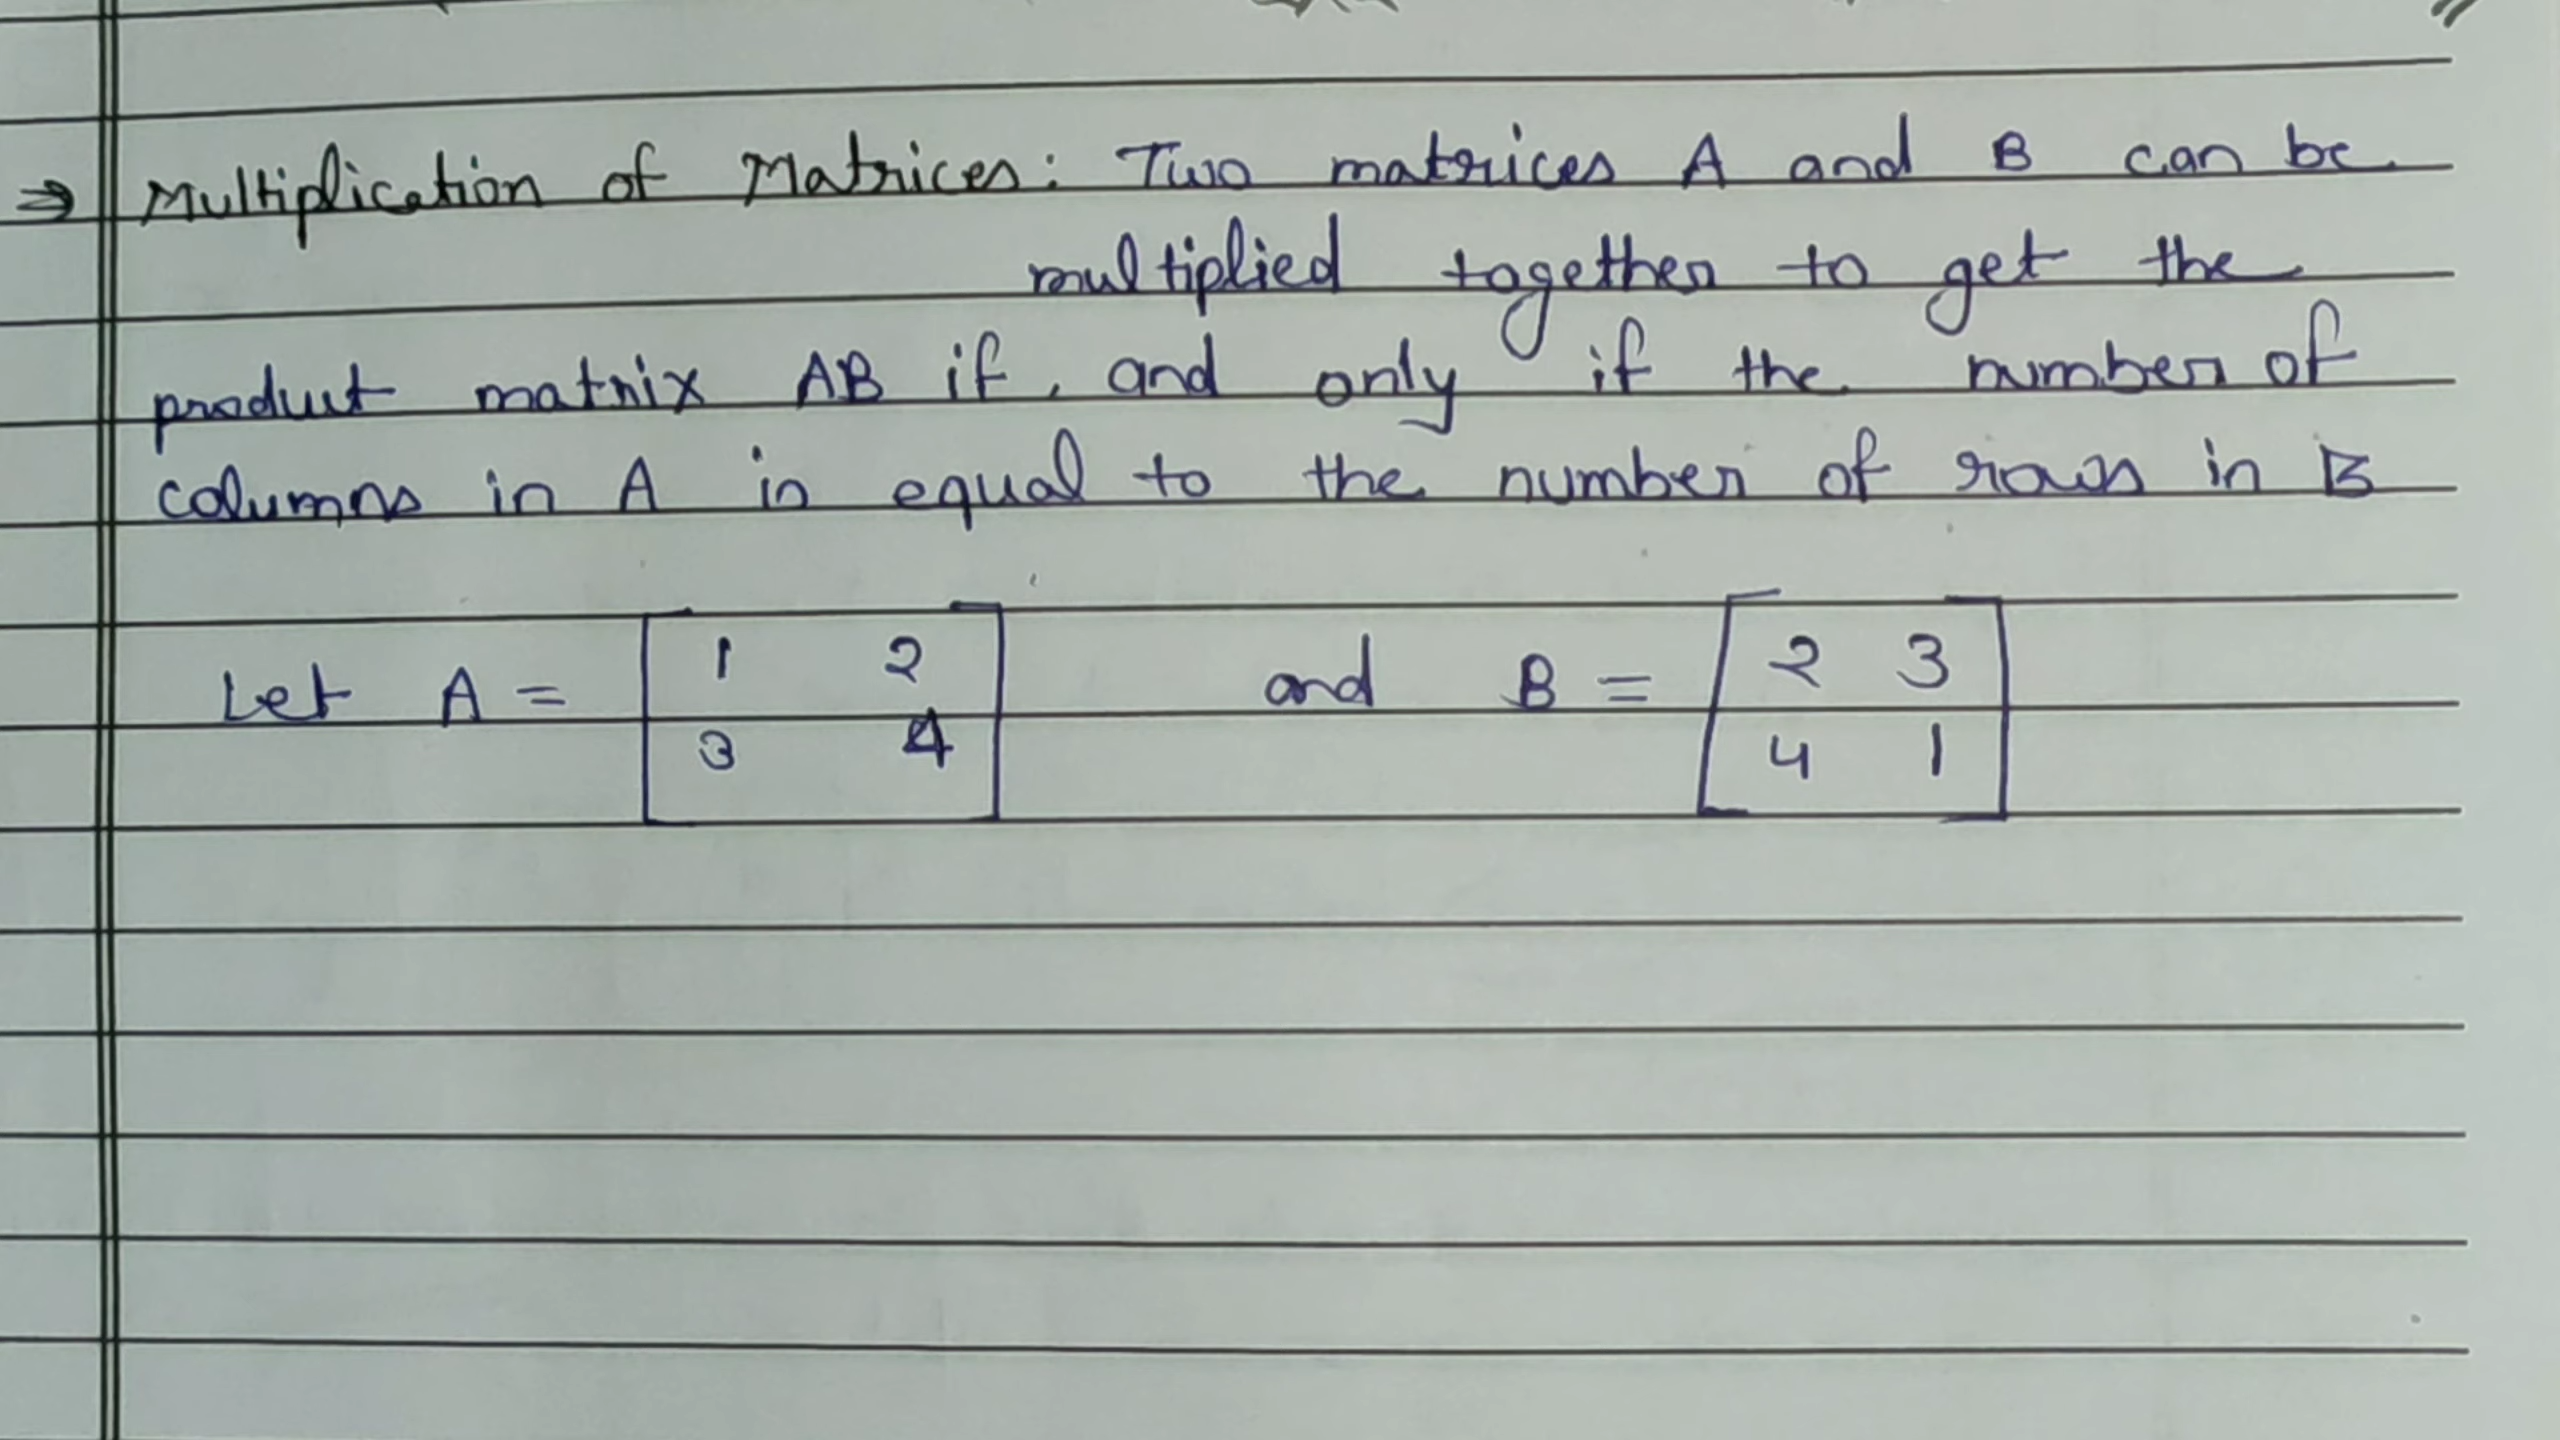 ⇒ Multiplication of Matrices: Two matrices A and B can be
multiplied together to get the
product matrix AB if, and only if the number of
columns in A is equal to the number of rows in B
Let A = [1 2 and B = [2 3
3 4] 4 1]